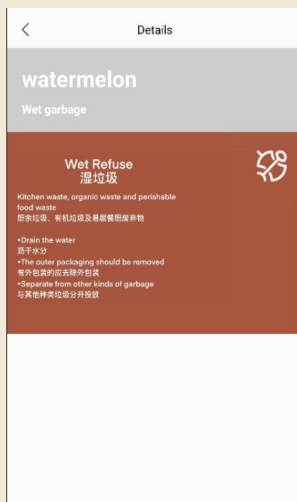 Details
watermelon
Wet garbage
Wet Refuse
湿垃圾
Kitchen waste, organic waste and perishable
food waste
厨余垃圾、有机垃圾及易腐餐厨废弃物
•Drain the water
沥干水分
•The outer packaging should be removed
有外包装的应去除外包装
•Separate from other kinds of garbage
与其他种类垃圾分开投放